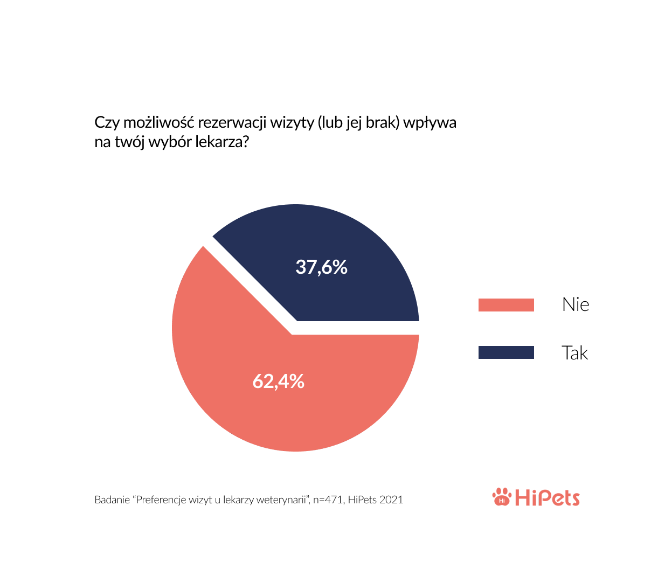 Czy możliwość rezerwacji wizyty (lub jej brak) wpływa
na twój wybór lekarza?
37,6%
62,4%
Nie
Tak
Badanie “Preferencje wizyt u lekarzy weterynarii”, n=471, HiPets 2021
H HiPets